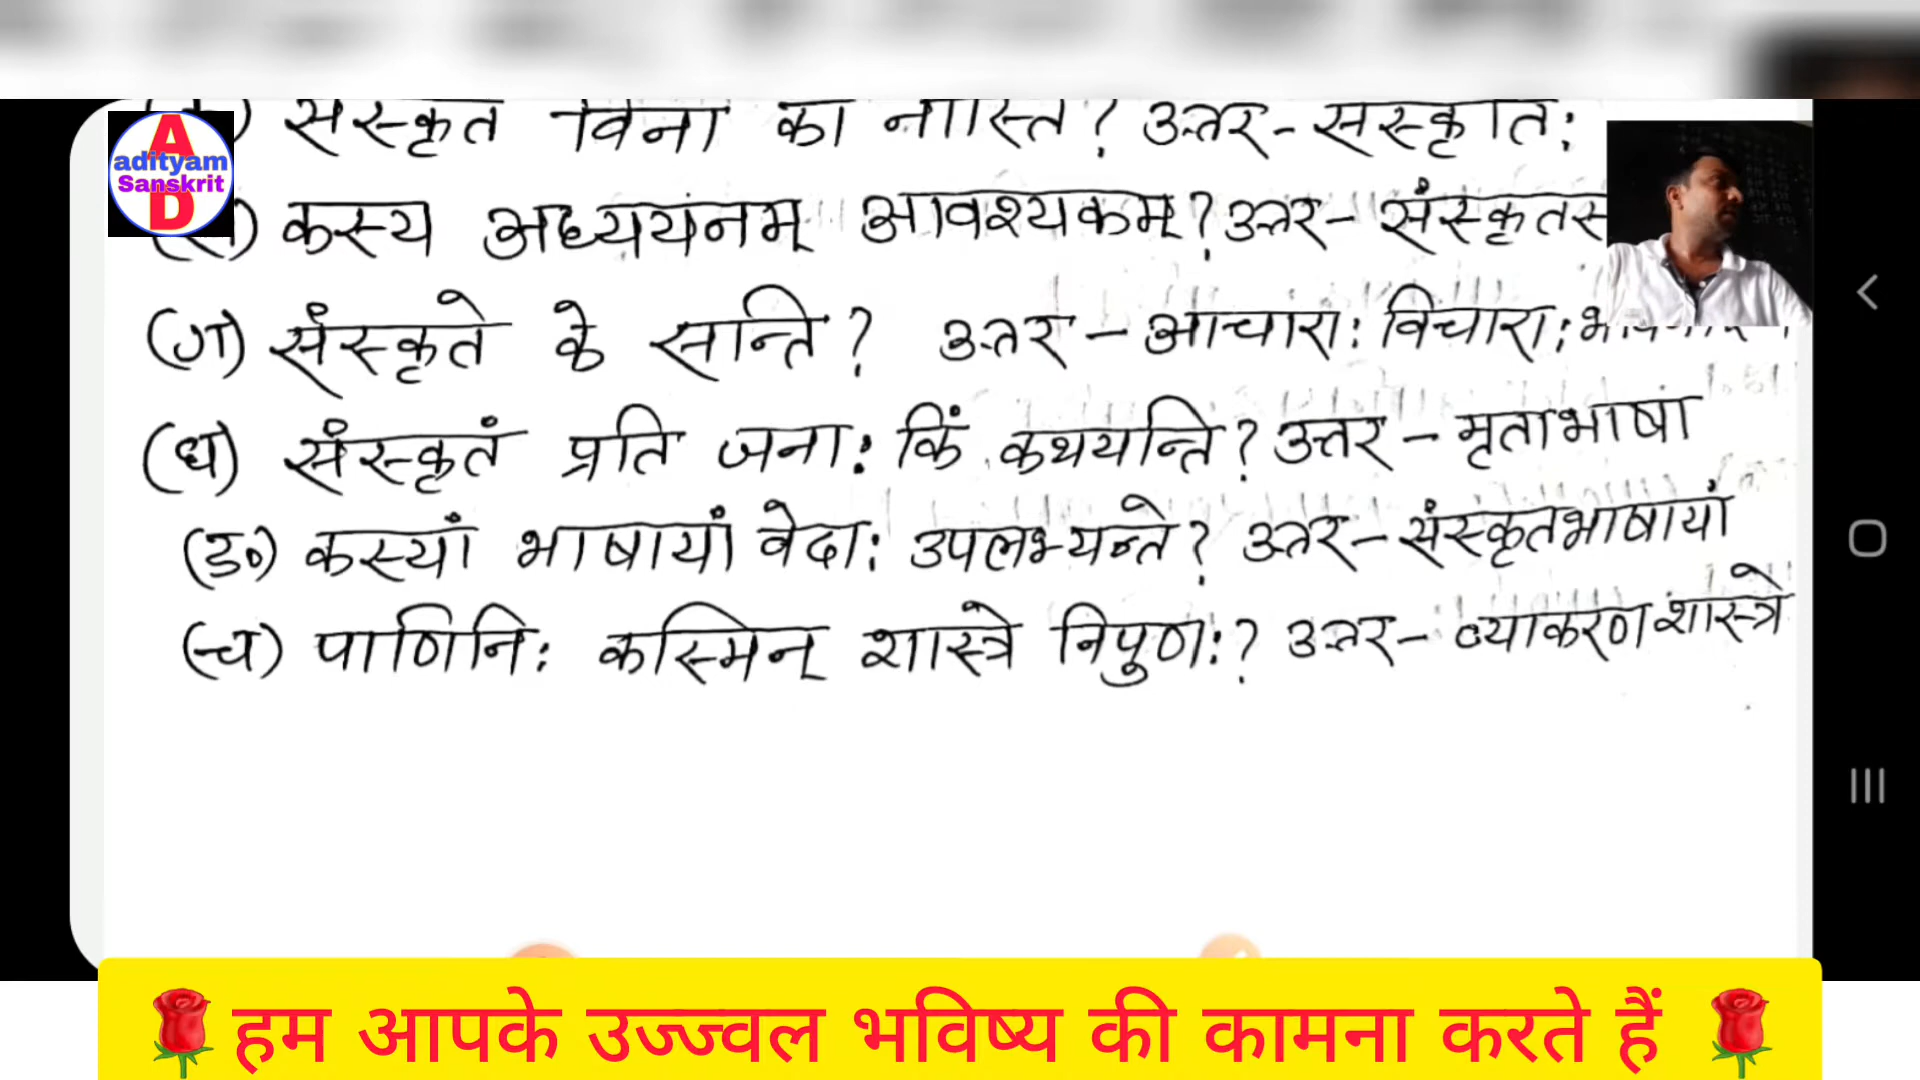 A
adityam
Sanskrit
D
संस्कृतं विना का नास्ति? उत्तर - संस्कृतिः
(ख) कस्य अध्ययनम् आवश्यकम्? उत्तर - संस्कृतस
(ग) संस्कृते के सन्ति? उत्तर - आचाराः विचाराः
(घ) संस्कृतं प्रति जनाः किं कथयन्ति? उत्तर - मृताभाषा
(ङ) कस्यां भाषायां वेदाः उपलभ्यन्ते? उत्तर - संस्कृतभाषायां
(च) पाणिनिः कस्मिन् शास्त्रे निपुणः? उत्तर - व्याकरणशास्त्रे
हम आपके उज्ज्वल भविष्य की कामना करते हैं